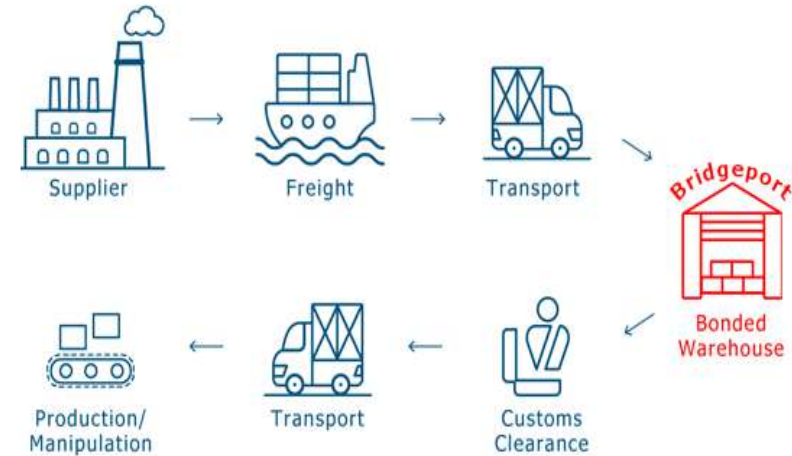 Supplier
Freight
Transport
Bridgeport
Bonded
Warehouse
Production/
Manipulation
Transport
Customs
Clearance